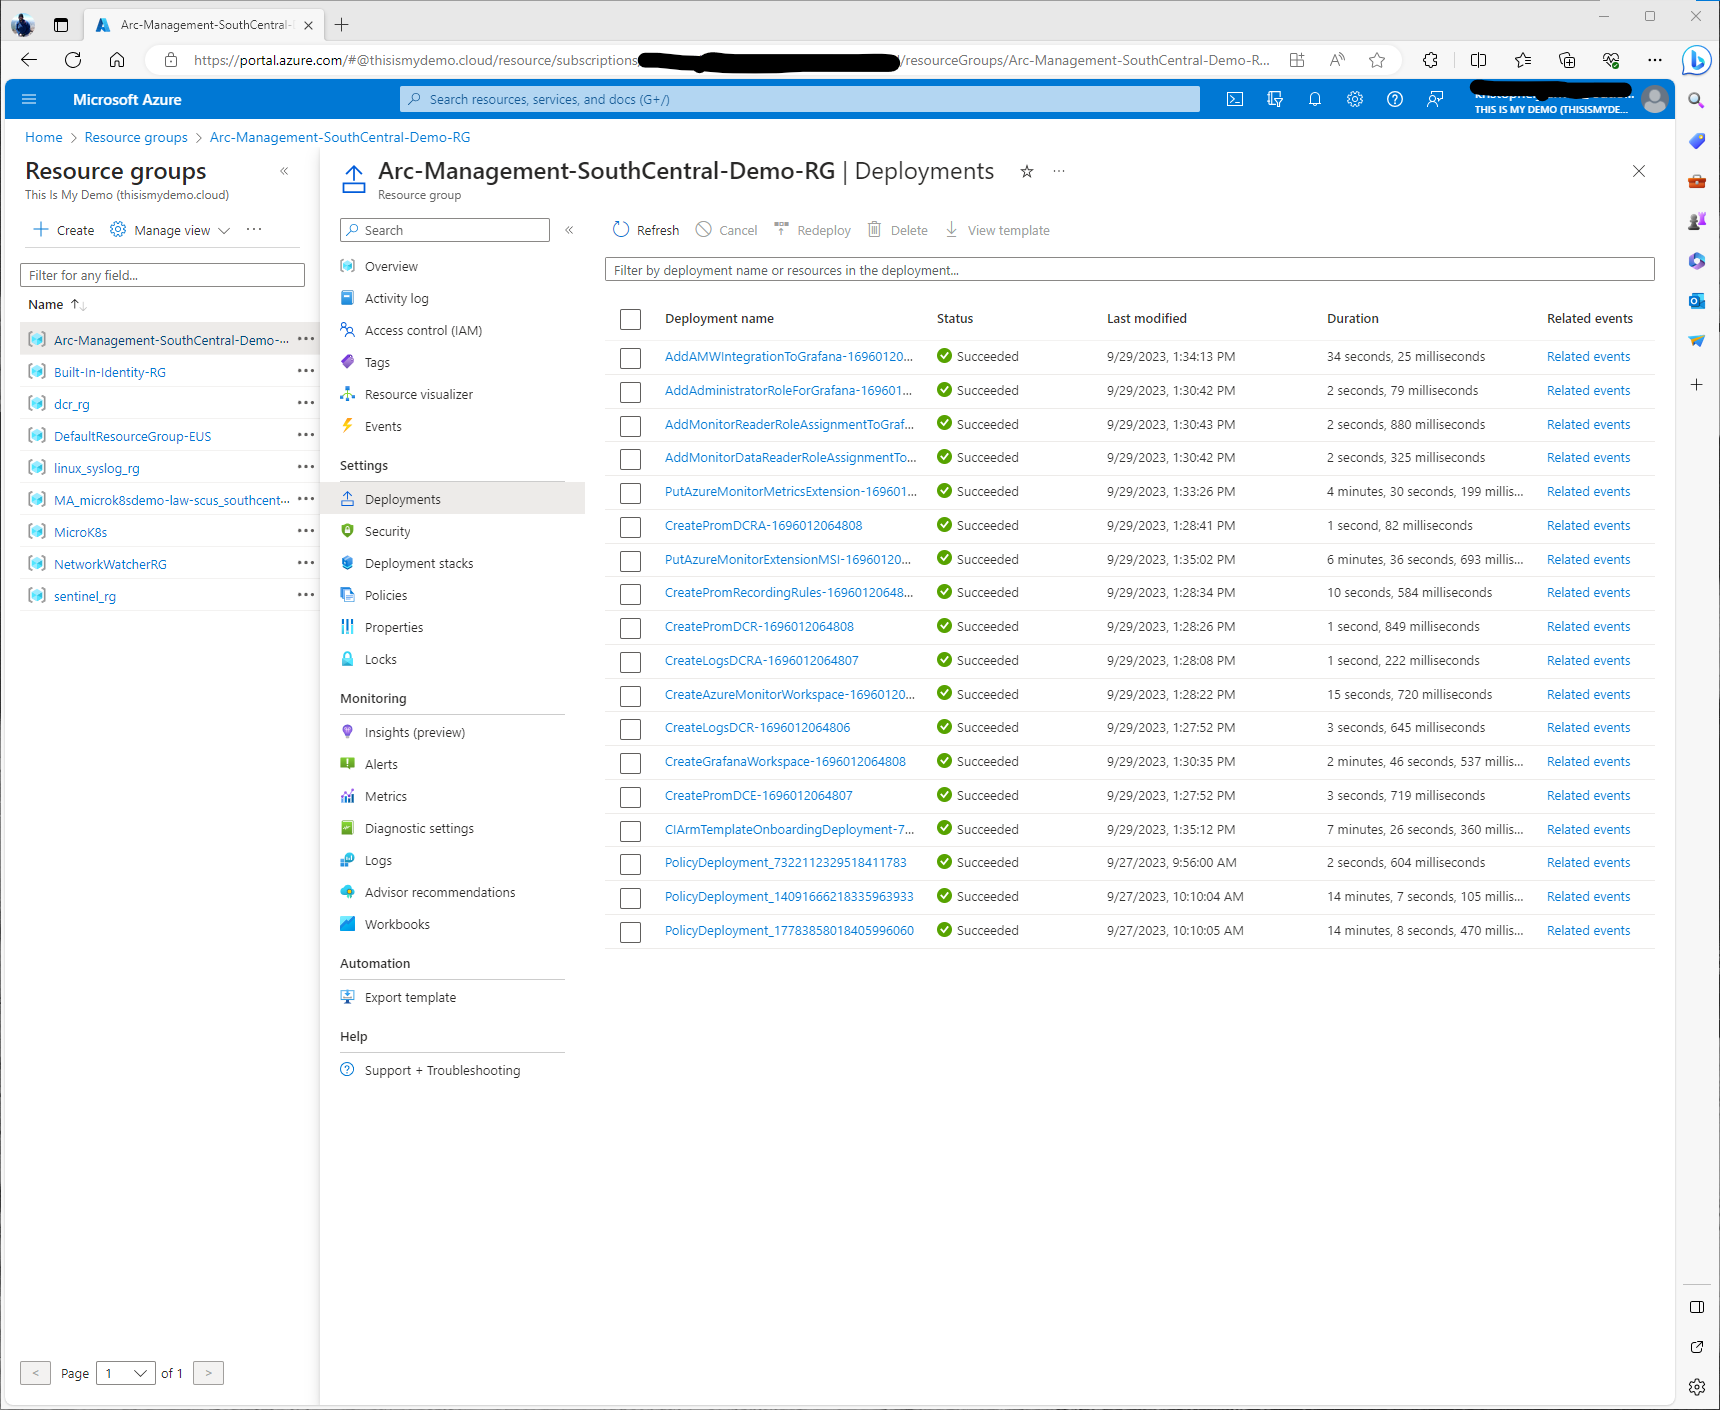 Arc-Management-SouthCentral-
https://portal.azure.com/#@thisismydemo.cloud/resource/subscriptions /resourceGroups/Arc-Management-SouthCentral-Demo-R...
Microsoft Azure
Search resources, services, and docs (G+/)
THIS IS MY DEMO (THISISMYDE...
Home > Resource groups > Arc-Management-SouthCentral-Demo-RG
Resource groups
This Is My Demo (thisismydemo.cloud)
Create Manage view
Filter for any field...
Name
Arc-Management-SouthCentral-Demo-...
Built-In-Identity-RG
dcr_rg
DefaultResourceGroup-EUS
linux_syslog_rg
MA_microk8sdemo-law-scus_southcent...
MicroK8s
NetworkWatcherRG
sentinel_rg
< Page 1 of 1 >
Arc-Management-SouthCentral-Demo-RG | Deployments
Resource group
Search
Overview
Activity log
Access control (IAM)
Tags
Resource visualizer
Events
Settings
Deployments
Security
Deployment stacks
Policies
Properties
Locks
Monitoring
Insights (preview)
Alerts
Metrics
Diagnostic settings
Logs
Advisor recommendations
Workbooks
Automation
Export template
Help
Support + Troubleshooting
Refresh Cancel Redeploy Delete View template
Filter by deployment name or resources in the deployment...
Deployment name Status Last modified Duration Related events
AddAMWIntegrationToGrafana-16960120... Succeeded 9/29/2023, 1:34:13 PM 34 seconds, 25 milliseconds Related events
AddAdministratorRoleForGrafana-169601... Succeeded 9/29/2023, 1:30:42 PM 2 seconds, 79 milliseconds Related events
AddMonitorReaderRoleAssignmentToGraf... Succeeded 9/29/2023, 1:30:43 PM 2 seconds, 880 milliseconds Related events
AddMonitorDataReaderRoleAssignmentTo... Succeeded 9/29/2023, 1:30:42 PM 2 seconds, 325 milliseconds Related events
PutAzureMonitorMetricsExtension-169601... Succeeded 9/29/2023, 1:33:26 PM 4 minutes, 30 seconds, 199 millis... Related events
CreatePromDCRA-1696012064808 Succeeded 9/29/2023, 1:28:41 PM 1 second, 82 milliseconds Related events
PutAzureMonitorExtensionMSI-16960120... Succeeded 9/29/2023, 1:35:02 PM 6 minutes, 36 seconds, 693 millis... Related events
CreatePromRecordingRules-16960120648... Succeeded 9/29/2023, 1:28:34 PM 10 seconds, 584 milliseconds Related events
CreatePromDCR-1696012064808 Succeeded 9/29/2023, 1:28:26 PM 1 second, 849 milliseconds Related events
CreateLogsDCRA-1696012064807 Succeeded 9/29/2023, 1:28:08 PM 1 second, 222 milliseconds Related events
CreateAzureMonitorWorkspace-16960120... Succeeded 9/29/2023, 1:28:22 PM 15 seconds, 720 milliseconds Related events
CreateLogsDCR-1696012064806 Succeeded 9/29/2023, 1:27:52 PM 3 seconds, 645 milliseconds Related events
CreateGrafanaWorkspace-1696012064808 Succeeded 9/29/2023, 1:30:35 PM 2 minutes, 46 seconds, 537 millis... Related events
CreatePromDCE-1696012064807 Succeeded 9/29/2023, 1:27:52 PM 3 seconds, 719 milliseconds Related events
CIArmTemplateOnboardingDeployment-7... Succeeded 9/29/2023, 1:35:12 PM 7 minutes, 26 seconds, 360 millis... Related events
PolicyDeployment_7322112329518411783 Succeeded 9/27/2023, 9:56:00 AM 2 seconds, 604 milliseconds Related events
PolicyDeployment_14091666218335963933 Succeeded 9/27/2023, 10:10:04 AM 14 minutes, 7 seconds, 105 millis... Related events
PolicyDeployment_17783858018405996060 Succeeded 9/27/2023, 10:10:05 AM 14 minutes, 8 seconds, 470 millis... Related events